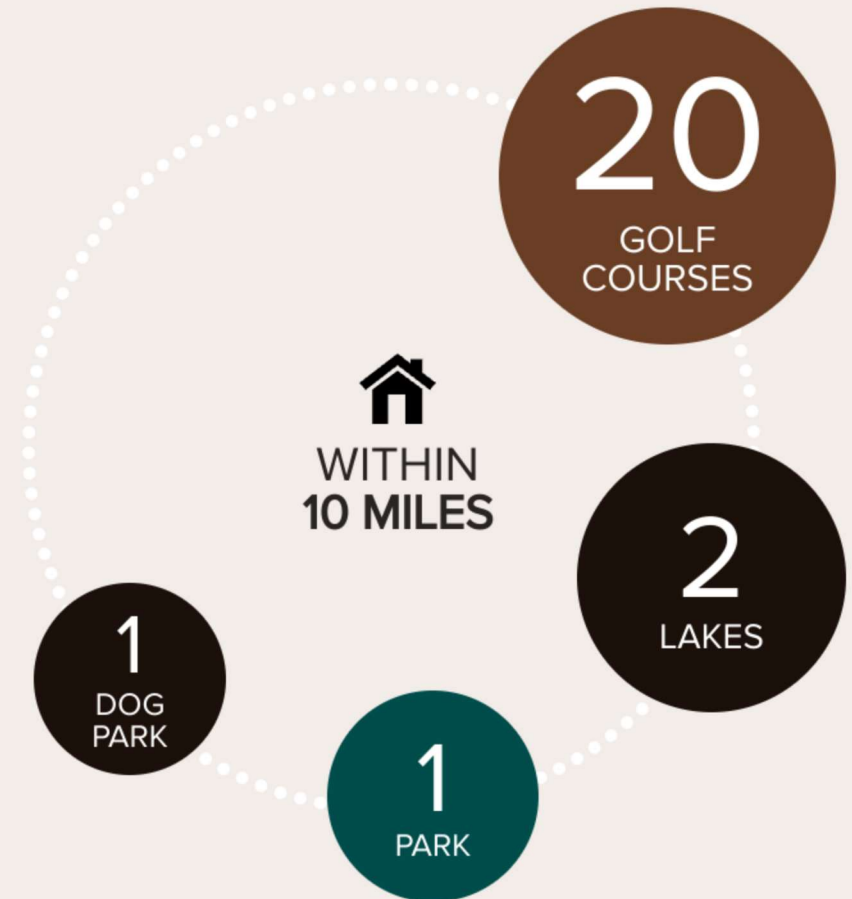 20
GOLF
COURSES
WITHIN
10 MILES
2
LAKES
1
DOG
PARK
1
PARK